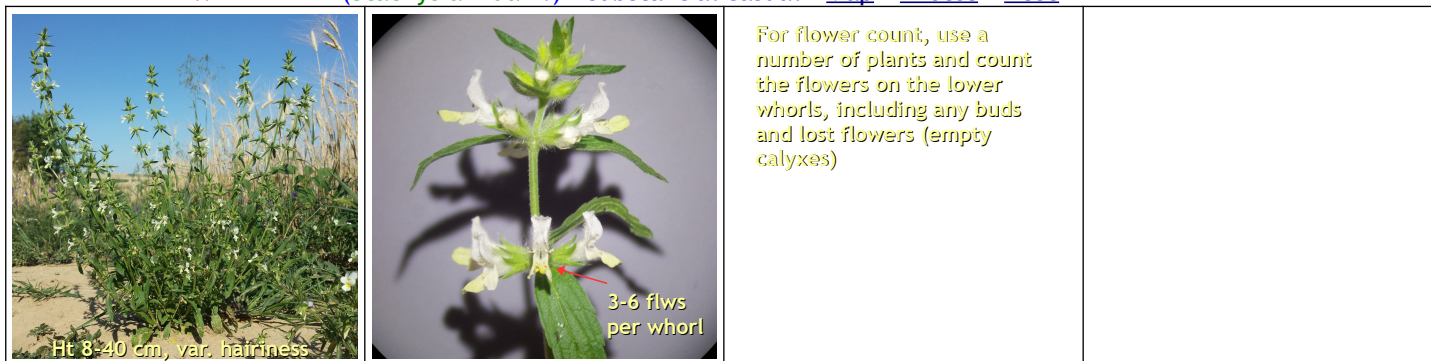 Ht 8-40 cm, var. hairiness
3-6 flws
per whorl
For flower count, use a
number of plants and count
the flowers on the lower
whorls, including any buds
and lost flowers (empty
calyxes)